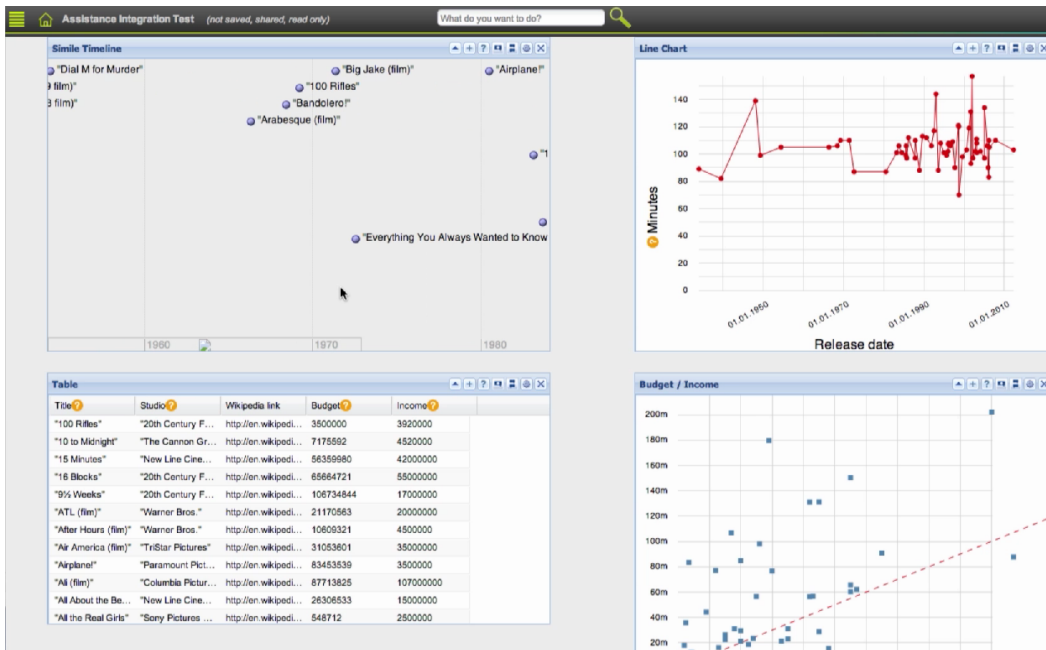 Assistance Integration Test (not saved, shared, read only) What do you want to do?
Simile Timeline
"Dial M for Murder" "Big Jake (film)" "Airplane!"
film)" "100 Rifles"
film)" "Bandolero!"
"Arabesque (film)"
"1
"Everything You Always Wanted to Know
1960 1970 1980
Line Chart
140
120
100
80
60
40
20
0
Minutes
01.01.1950 01.01.1970 01.01.1990 01.01.2010
Release date
Table
Title Studio Wikipedia link Budget Income
"100 Rifles" "20th Century F... http://en.wikipedi... 3500000 3920000
"10 to Midnight" "The Cannon Gr... http://en.wikipedi... 7175592 4520000
"15 Minutes" "New Line Cine... http://en.wikipedi... 56359980 42000000
"16 Blocks" "20th Century F... http://en.wikipedi... 65664721 55000000
"9½ Weeks" "20th Century F... http://en.wikipedi... 106734844 17000000
"ATL (film)" "Warner Bros." http://en.wikipedi... 21170563 20000000
"After Hours (film)" "Warner Bros." http://en.wikipedi... 10609321 4500000
"Air America (film)" "TriStar Pictures" http://en.wikipedi... 31053601 35000000
"Airplane!" "Paramount Pict... http://en.wikipedi... 83453539 3500000
"Ali (film)" "Columbia Pictur... http://en.wikipedi... 87713825 107000000
"All About the Be... "New Line Cine... http://en.wikipedi... 26306533 15000000
"All the Real Girls" "Sony Pictures ... http://en.wikipedi... 548712 2500000
Budget / Income
200m
180m
160m
140m
120m
100m
80m
60m
40m
20m